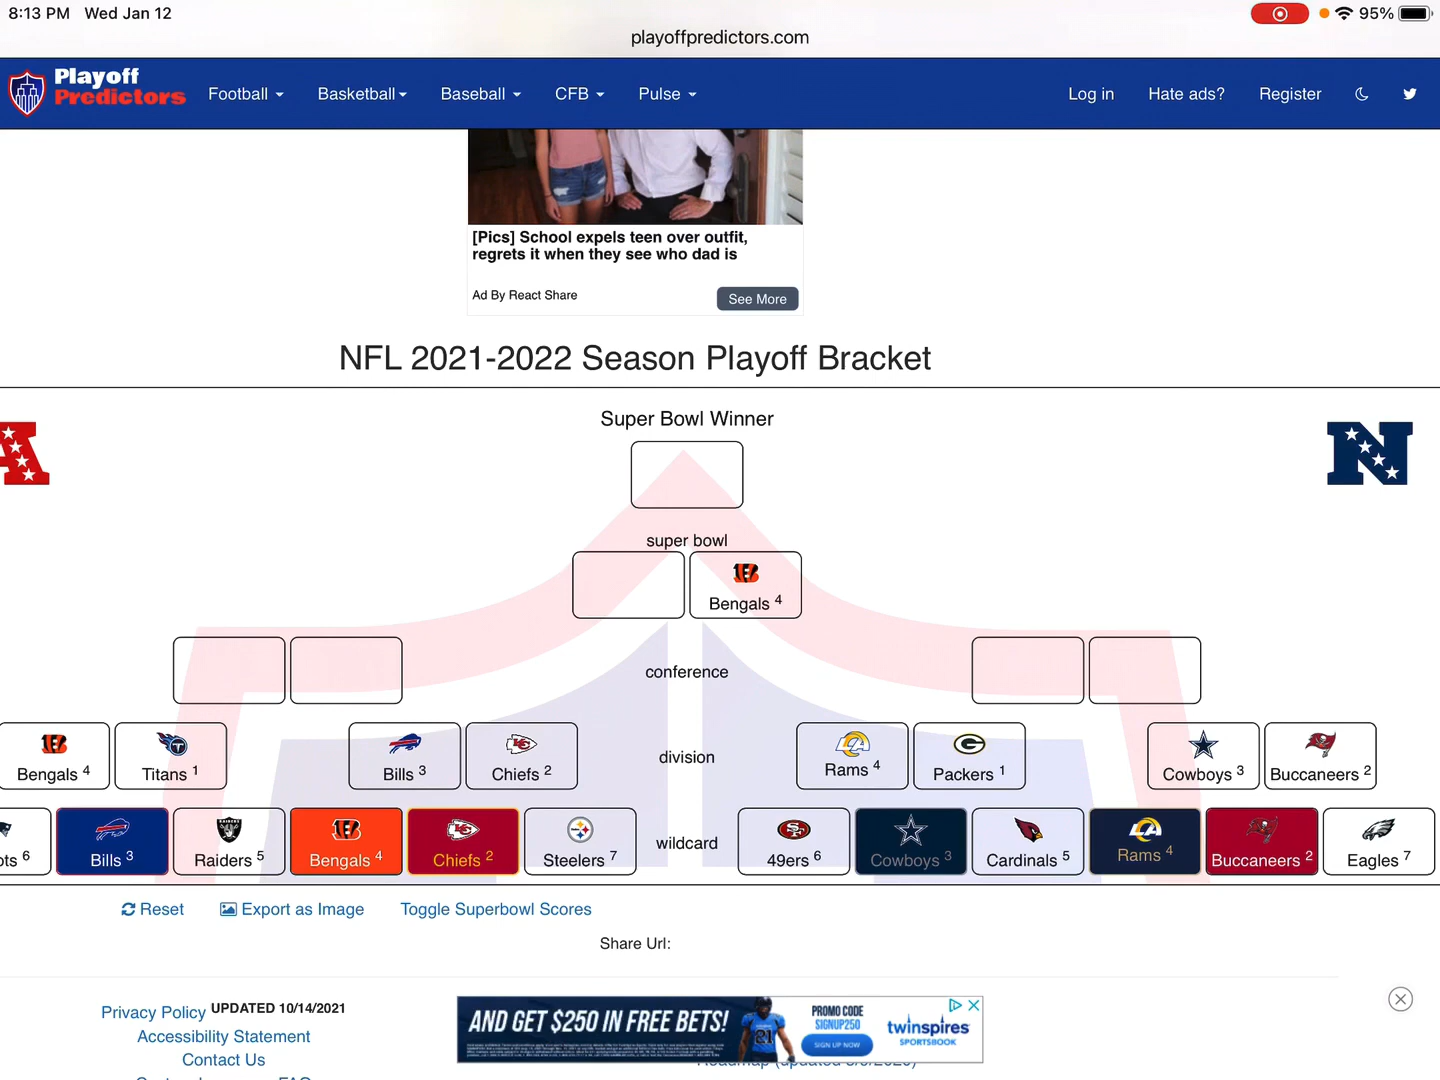 8:13 PM Wed Jan 12
95%
playoffpredictors.com
Playoff
Predictors
Football Basketball Baseball CFB Pulse Log in Hate ads? Register
[Pics] School expels teen over outfit,
regrets it when they see who dad is
Ad By React Share See More
NFL 2021-2022 Season Playoff Bracket
Super Bowl Winner
A N
super bowl
Bengals 4
conference
Bengals 4 Titans 1 Bills 3 Chiefs 2 division Rams 4 Packers 1 Cowboys 3 Buccaneers 2
ots 6 Bills 3 Raiders 5 Bengals 4 Chiefs 2 Steelers 7 wildcard 49ers 6 Cowboys 3 Cardinals 5 Rams 4 Buccaneers 2 Eagles 7
Reset Export as Image Toggle Superbowl Scores
Share Url:
Privacy Policy UPDATED 10/14/2021
Accessibility Statement
Contact Us
AND GET $250 IN FREE BETS!
21
PROMO CODE
SIGNUP250
SIGN UP NOW
twinspires
SPORTSBOOK